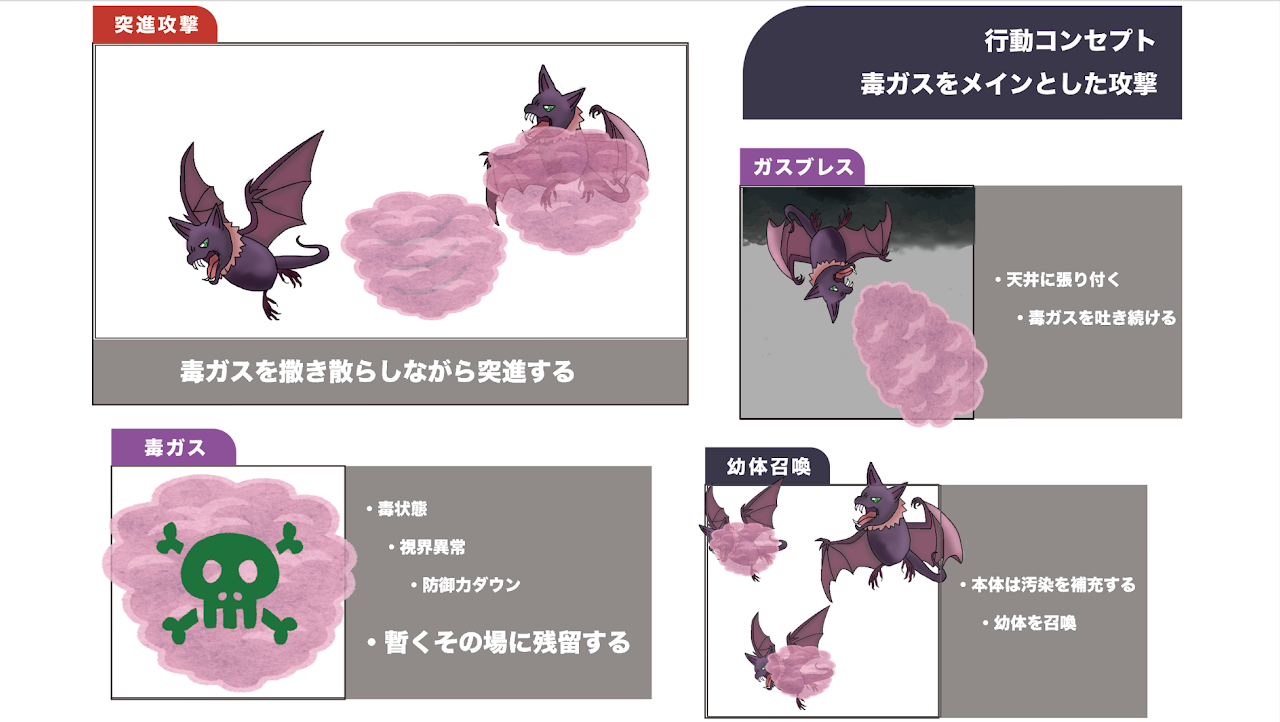 突進攻撃
毒ガスを撒き散らしながら突進する
行動コンセプト
毒ガスをメインとした攻撃
ガスブレス
・天井に張り付く
・毒ガスを吐き続ける
毒ガス
・毒状態
・視界異常
・防御力ダウン
・暫くその場に残留する
幼体召喚
・本体は汚染を補充する
・幼体を召喚